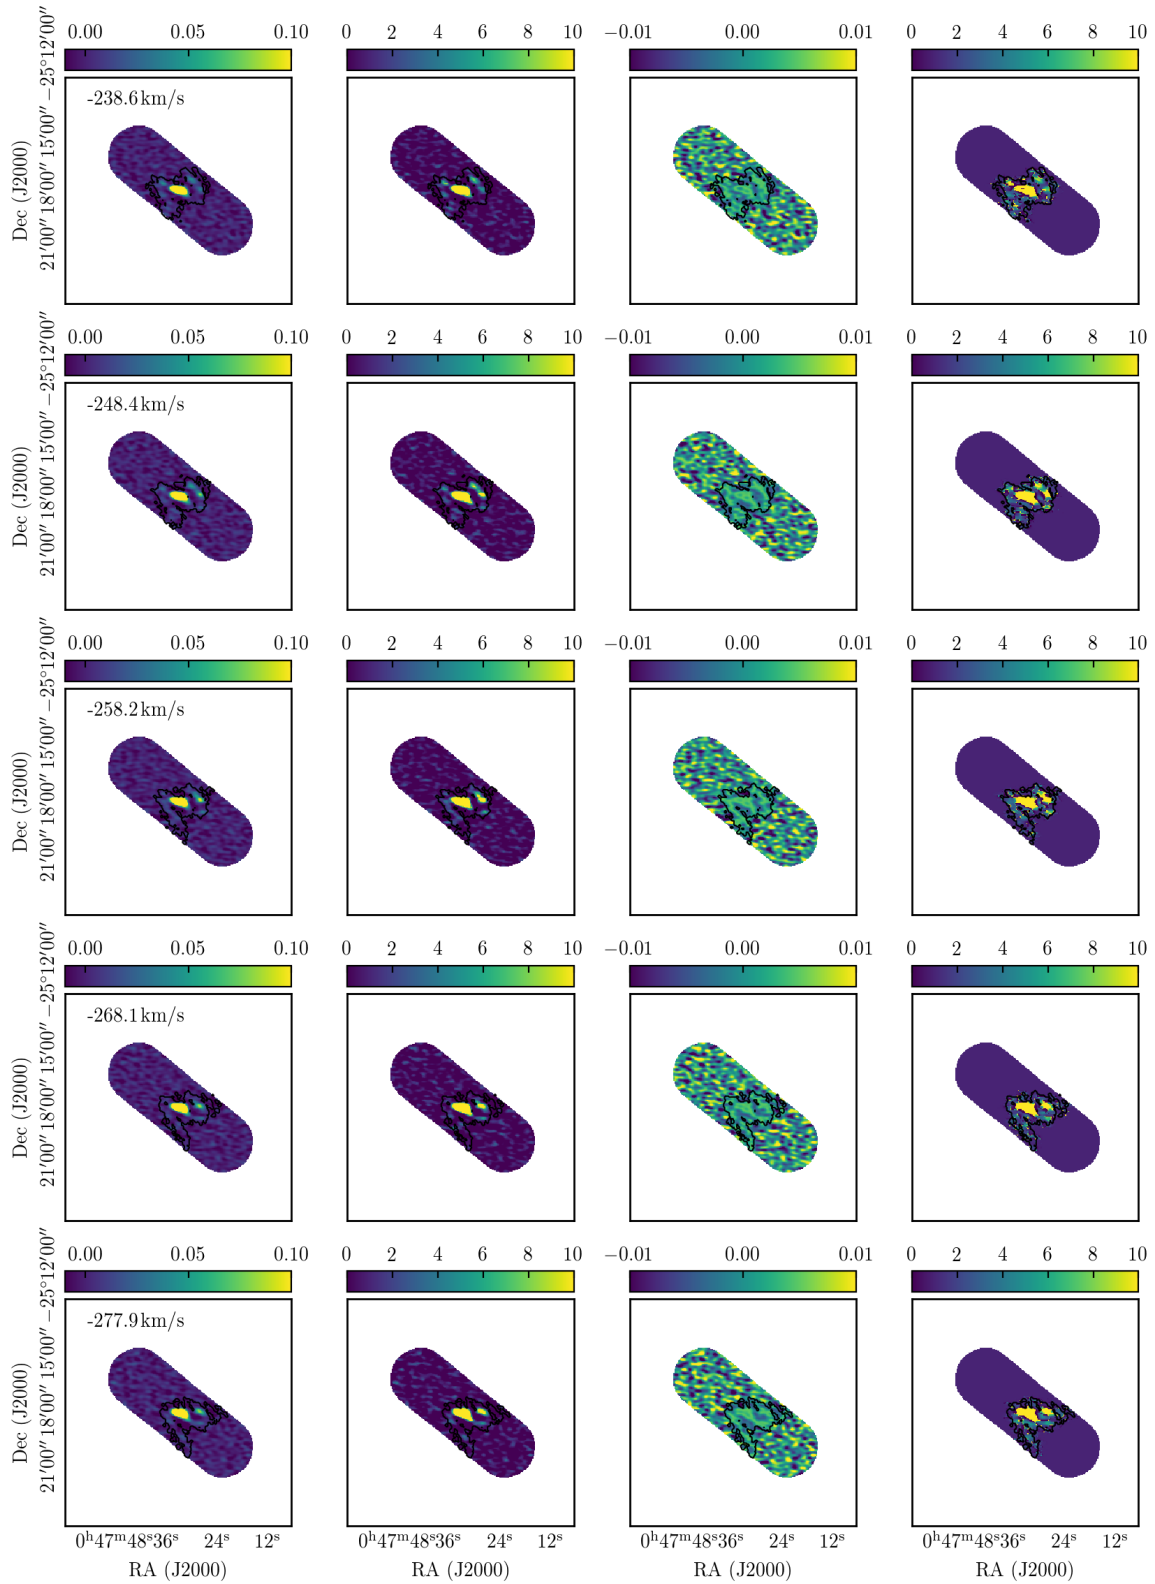 0.00 0.05 0.10 0 2 4 6 8 10 −0.01 0.00 0.01 0 2 4 6 8 10
-238.6 km/s
Dec (J2000)
21′00″ 18′00″ 15′00″ −25°12′00″
0.00 0.05 0.10 0 2 4 6 8 10 −0.01 0.00 0.01 0 2 4 6 8 10
-248.4 km/s
Dec (J2000)
21′00″ 18′00″ 15′00″ −25°12′00″
0.00 0.05 0.10 0 2 4 6 8 10 −0.01 0.00 0.01 0 2 4 6 8 10
-258.2 km/s
Dec (J2000)
21′00″ 18′00″ 15′00″ −25°12′00″
0.00 0.05 0.10 0 2 4 6 8 10 −0.01 0.00 0.01 0 2 4 6 8 10
-268.1 km/s
Dec (J2000)
21′00″ 18′00″ 15′00″ −25°12′00″
0.00 0.05 0.10 0 2 4 6 8 10 −0.01 0.00 0.01 0 2 4 6 8 10
-277.9 km/s
Dec (J2000)
21′00″ 18′00″ 15′00″ −25°12′00″
0ʰ47ᵐ48ˢ36ˢ 24ˢ 12ˢ 0ʰ47ᵐ48ˢ36ˢ 24ˢ 12ˢ 0ʰ47ᵐ48ˢ36ˢ 24ˢ 12ˢ 0ʰ47ᵐ48ˢ36ˢ 24ˢ 12ˢ
RA (J2000) RA (J2000) RA (J2000) RA (J2000)